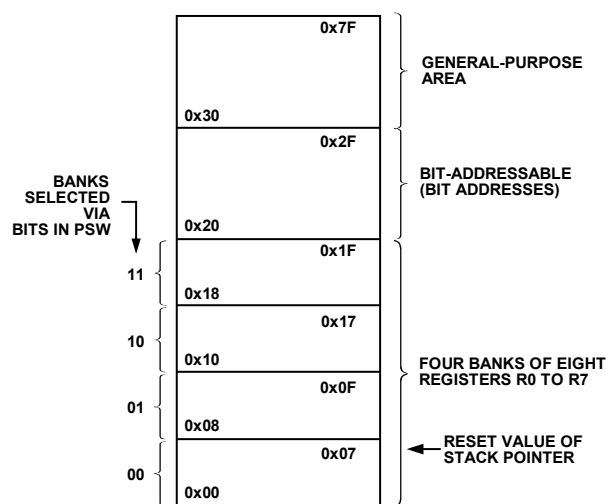 0x7F
GENERAL-PURPOSE
AREA
0x30
0x2F
BIT-ADDRESSABLE
(BIT ADDRESSES)
BANKS
SELECTED
VIA
BITS IN PSW
0x20
0x1F
11
0x18
0x17
10
0x10
FOUR BANKS OF EIGHT
REGISTERS R0 TO R7
0x0F
01
0x08
0x07
RESET VALUE OF
STACK POINTER
00
0x00